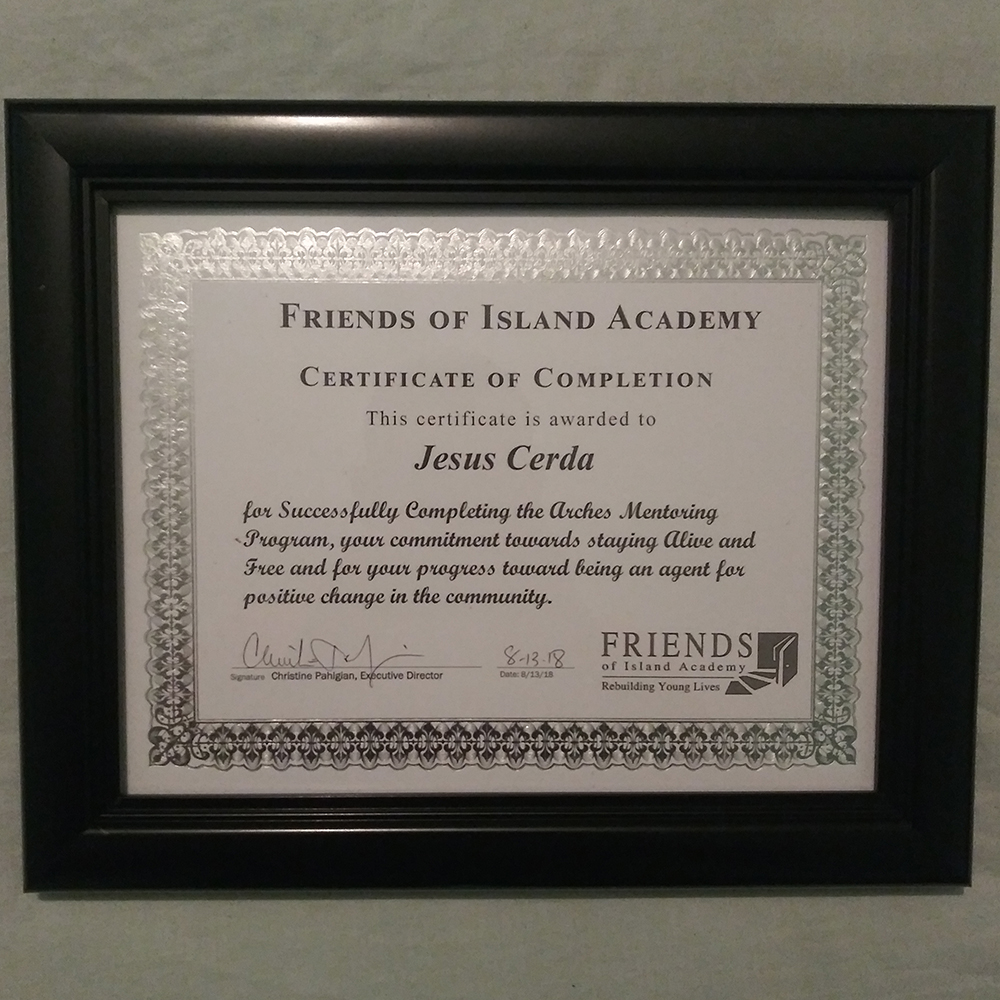 FRIENDS OF ISLAND ACADEMY
CERTIFICATE OF COMPLETION
This certificate is awarded to
Jesus Cerda
for Successfully Completing the Arches Mentoring
Program, your commitment towards staying Alive and
Free and for your progress toward being an agent for
positive change in the community.
8-13-18
Signature Christine Pahigian, Executive Director
Date: 8/13/18
FRIENDS
of Island Academy
Rebuilding Young Lives